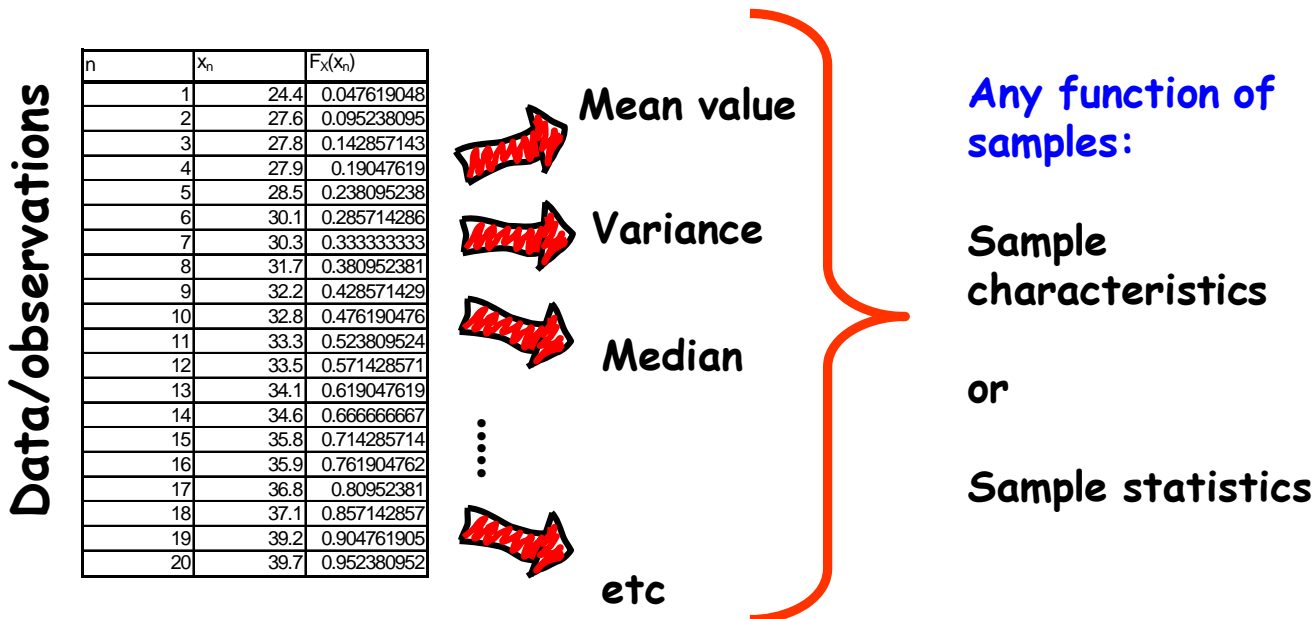 Data/observations
n xn FX(xn)
1 24.4 0.047619048
2 27.6 0.095238095
3 27.8 0.142857143
4 27.9 0.19047619
5 28.5 0.238095238
6 30.1 0.285714286
7 30.3 0.333333333
8 31.7 0.380952381
9 32.2 0.428571429
10 32.8 0.476190476
11 33.3 0.523809524
12 33.5 0.571428571
13 34.1 0.619047619
14 34.6 0.666666667
15 35.8 0.714285714
16 35.9 0.761904762
17 36.8 0.80952381
18 37.1 0.857142857
19 39.2 0.904761905
20 39.7 0.952380952
Mean value
Variance
Median
.....
etc
Any function of
samples:
Sample
characteristics
or
Sample statistics